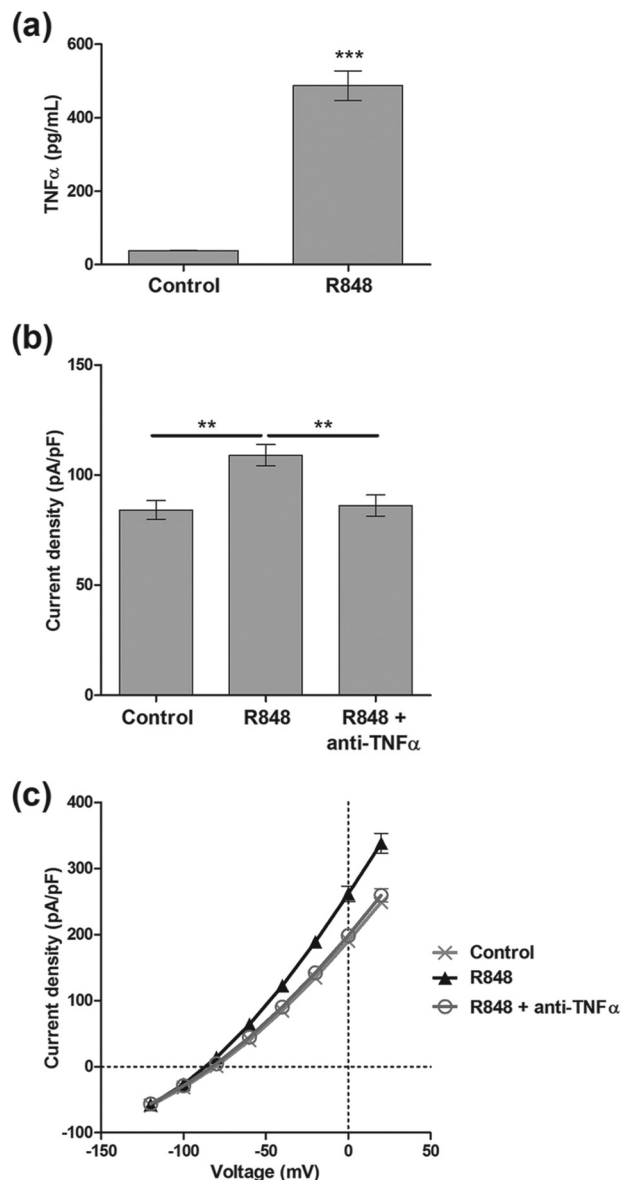 (a)
600
400
200
0
TNFα (pg/mL)
***
Control R848
(b)
150
100
50
0
Current density (pA/pF)
** **
Control R848 R848 +
anti-TNFα
(c)
400
300
200
100
0
-100
Current density (pA/pF)
-150 -100 -50 0 50
Voltage (mV)
Control
R848
R848 + anti-TNFα